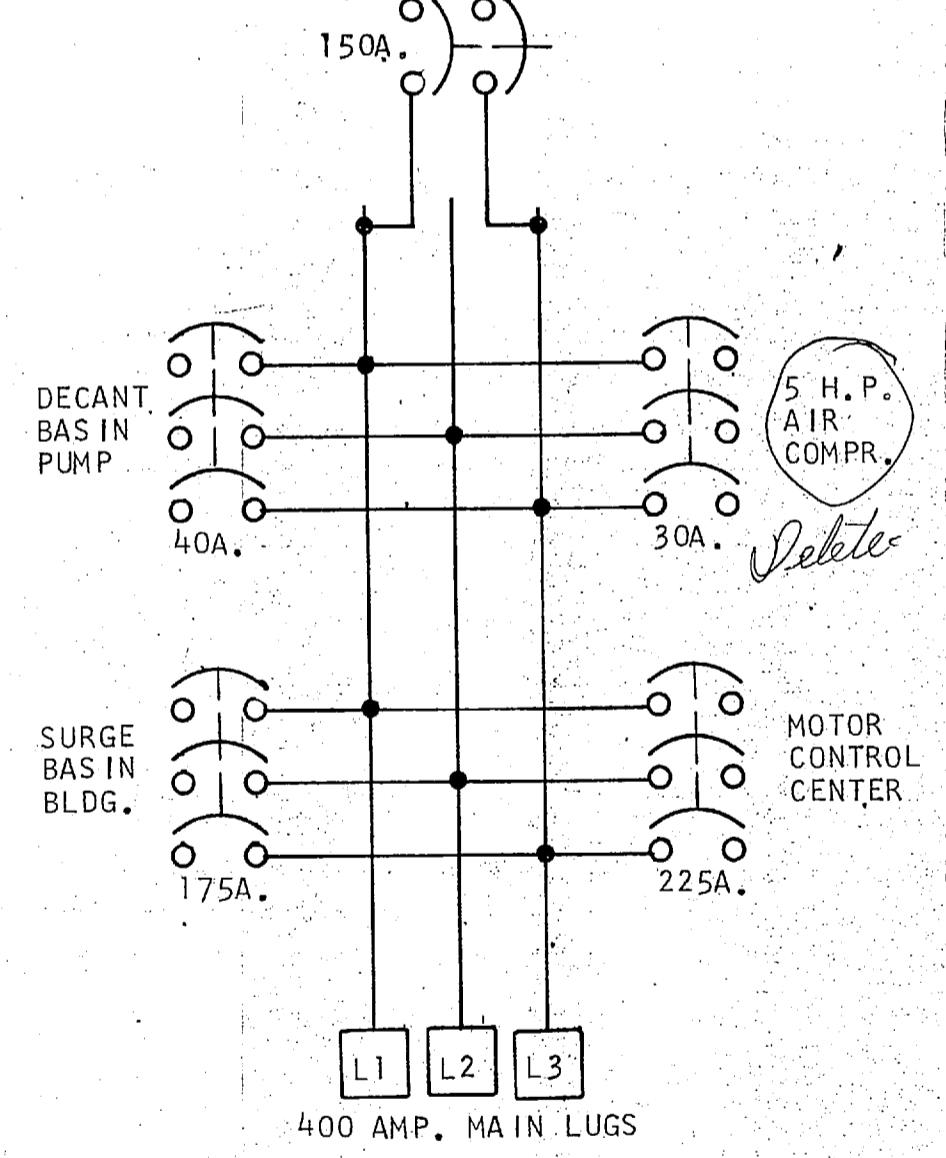 150A.
DECANT
BASIN
PUMP
40A.
5 H.P.
AIR
COMPR.
30A.
Delete
SURGE
BASIN
BLDG.
175A.
MOTOR
CONTROL
CENTER
225A.
L1 L2 L3
400 AMP. MAIN LUGS